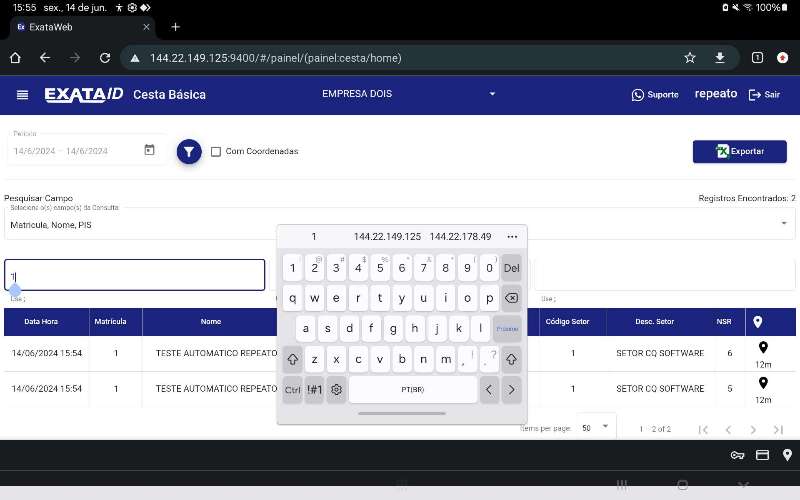 15:55 sex., 14 de jun. 100%
Ex ExataWeb
144.22.149.125:9400/#/painel/(painel:cesta/home)
EXATA ID Cesta Básica EMPRESA DOIS Suporte repeato Sair
Período
14/6/2024 – 14/6/2024 Com Coordenadas Exportar
Pesquisar Campo Registros Encontrados: 2
Selecione o(s) campo(s) da Consulta
Matricula, Nome, PIS
1
Use ; Use ;
Data Hora Matrícula Nome Código Setor Desc. Setor NSR
14/06/2024 15:54 1 TESTE AUTOMATICO REPEATO 1 SETOR CQ SOFTWARE 6 12m
14/06/2024 15:54 1 TESTE AUTOMATICO REPEATO 1 SETOR CQ SOFTWARE 5 12m
Items per page: 50 1 – 2 of 2
1 144.22.149.125 144.22.178.49 ...
1 2 3 4 5 6 7 8 9 0 Del
@ # $ % ^ & * ( )
q w e r t y u i o p
a s d f g h j k l Próximo
z x c v b n m , ! . ?
Ctrl !#1 PT(BR) < >